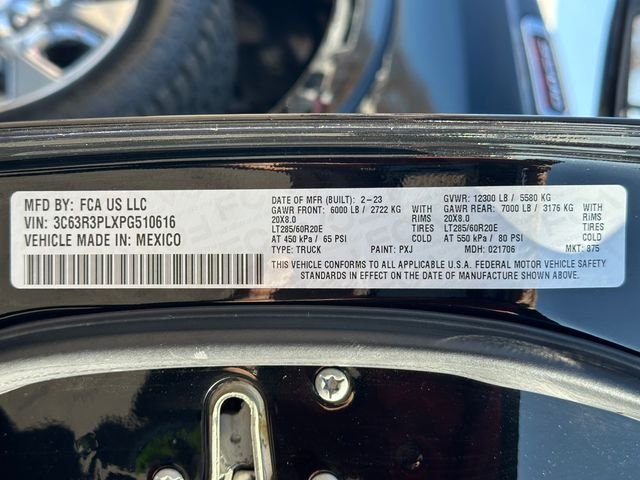 MFD BY: FCA US LLC
VIN: 3C63R3PLXPG510616
VEHICLE MADE IN: MEXICO
DATE OF MFR (BUILT): 2-23 GVWR: 12300 LB / 5580 KG
GAWR FRONT: 6000 LB / 2722 KG WITH GAWR REAR: 7000 LB / 3176 KG WITH
20X8.0 RIMS 20X8.0 RIMS
LT285/60R20E TIRES LT285/60R20E TIRES
AT 450 kPa / 65 PSI COLD AT 550 kPa / 80 PSI COLD
TYPE: TRUCK PAINT: PXJ MDH: 021706 MKT: 875
THIS VEHICLE CONFORMS TO ALL APPLICABLE U.S.A. FEDERAL MOTOR VEHICLE SAFETY
STANDARDS IN EFFECT ON THE DATE OF MANUFACTURE SHOWN ABOVE.